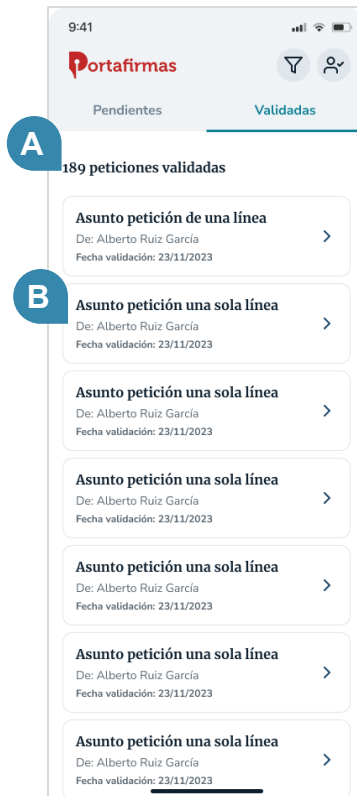 9:41
Portafirmas
Pendientes Validadas
A
189 peticiones validadas
Asunto petición de una línea
De: Alberto Ruiz García
Fecha validación: 23/11/2023
B
Asunto petición una sola línea
De: Alberto Ruiz García
Fecha validación: 23/11/2023
Asunto petición una sola línea
De: Alberto Ruiz García
Fecha validación: 23/11/2023
Asunto petición una sola línea
De: Alberto Ruiz García
Fecha validación: 23/11/2023
Asunto petición una sola línea
De: Alberto Ruiz García
Fecha validación: 23/11/2023
Asunto petición una sola línea
De: Alberto Ruiz García
Fecha validación: 23/11/2023
Asunto petición una sola línea
De: Alberto Ruiz García
Fecha validación: 23/11/2023